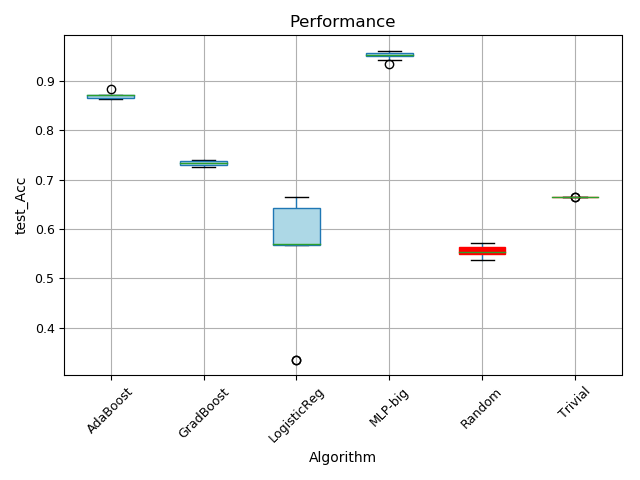 Performance
test_Acc
0.9
0.8
0.7
0.6
0.5
0.4
AdaBoost
GradBoost
LogisticReg
MLP-big
Random
Trivial
Algorithm